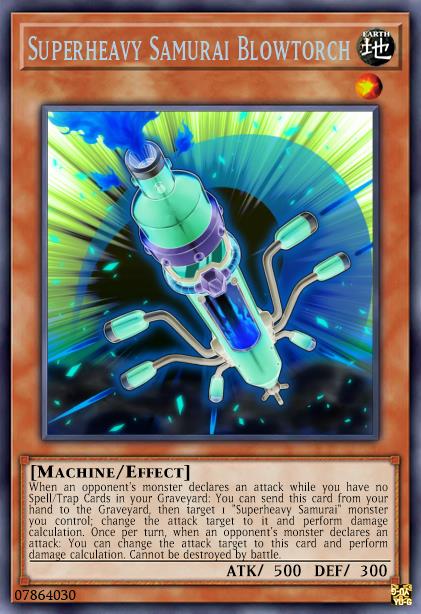 SUPERHEAVY SAMURAI BLOWTORCH
EARTH
地
[MACHINE/EFFECT]
When an opponent's monster declares an attack while you have no
Spell/Trap Cards in your Graveyard: You can send this card from your
hand to the Graveyard, then target 1 "Superheavy Samurai" monster
you control; change the attack target to it and perform damage
calculation. Once per turn, when an opponent's monster declares an
attack: You can change the attack target to this card and perform
damage calculation. Cannot be destroyed by battle.
ATK/ 500 DEF/ 300
07864030